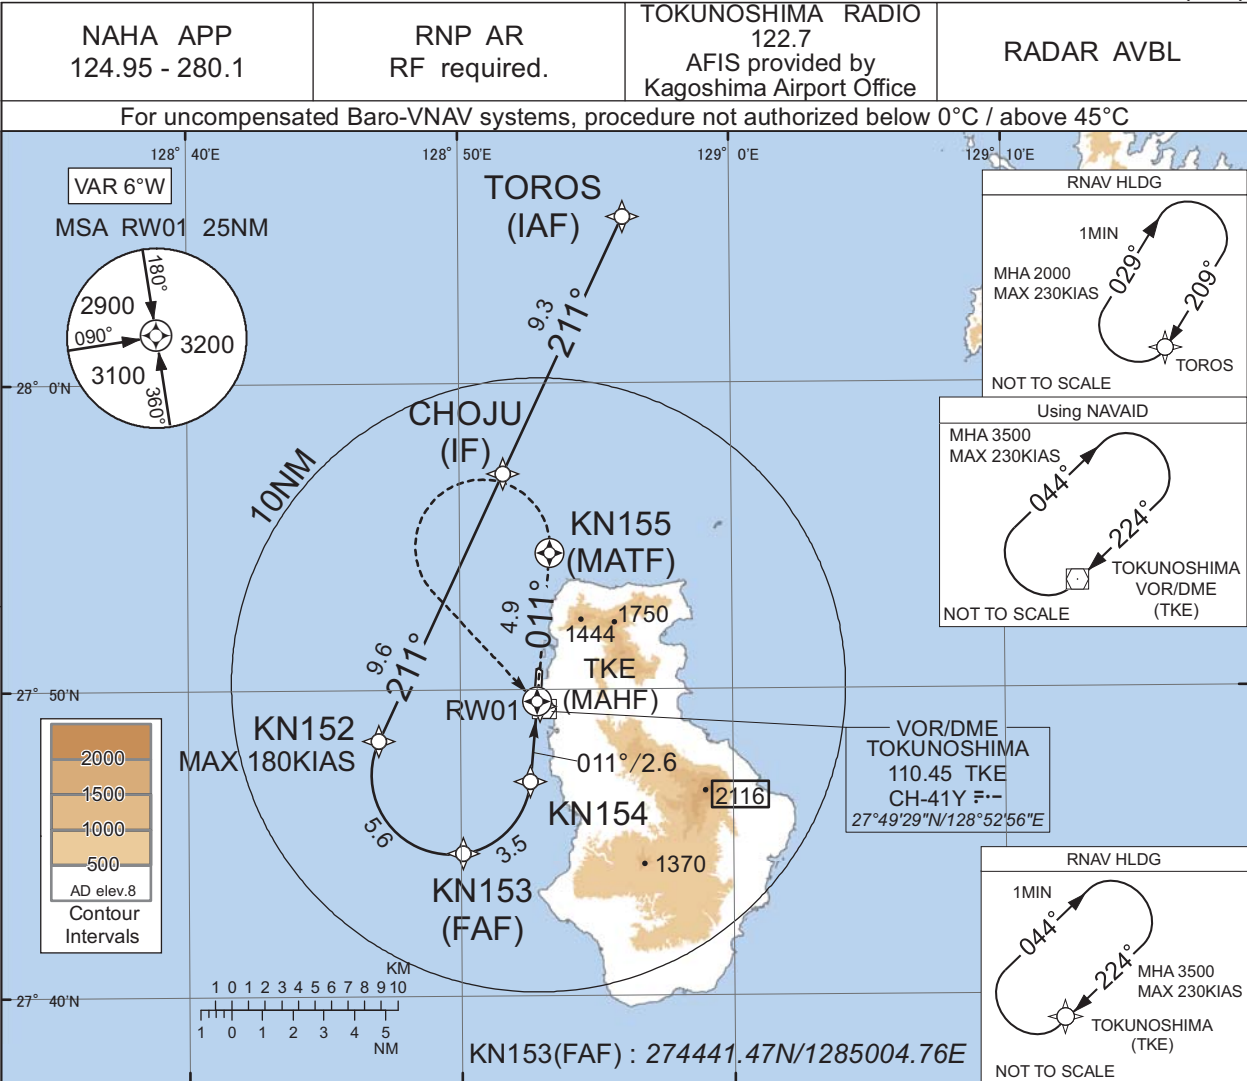 NAHA APP
124.95 - 280.1
RNP AR
RF required.
TOKUNOSHIMA RADIO
122.7
AFIS provided by
Kagoshima Airport Office
RADAR AVBL
For uncompensated Baro-VNAV systems, procedure not authorized below 0°C / above 45°C
128° 40'E
128° 50'E
129° 0'E
129° 10'E
VAR 6°W
MSA RW01 25NM
180°
2900
090°
3200
3100
360°
TOROS
(IAF)
9.3
211°
RNAV HLDG
1MIN
029°
209°
MHA 2000
MAX 230KIAS
TOROS
NOT TO SCALE
28° 0'N
CHOJU
(IF)
10NM
Using NAVAID
MHA 3500
MAX 230KIAS
044°
224°
TOKUNOSHIMA
VOR/DME
(TKE)
NOT TO SCALE
KN155
(MATF)
4.9
011°
1750
1444
9.6
211°
TKE
(MAHF)
27° 50'N
RW01
KN152
MAX 180KIAS
VOR/DME
TOKUNOSHIMA
110.45 TKE
CH-41Y
27°49'29"N/128°52'56"E
011°/2.6
KN154
2116
5.6
3.5
1370
KN153
(FAF)
2000
1500
1000
500
AD elev.8
Contour
Intervals
RNAV HLDG
1MIN
044°
224°
MHA 3500
MAX 230KIAS
TOKUNOSHIMA
(TKE)
NOT TO SCALE
27° 40'N
KM
1 0 1 2 3 4 5 6 7 8 9 10
1 0 1 2 3 4 5
NM
KN153(FAF) : 274441.47N/1285004.76E